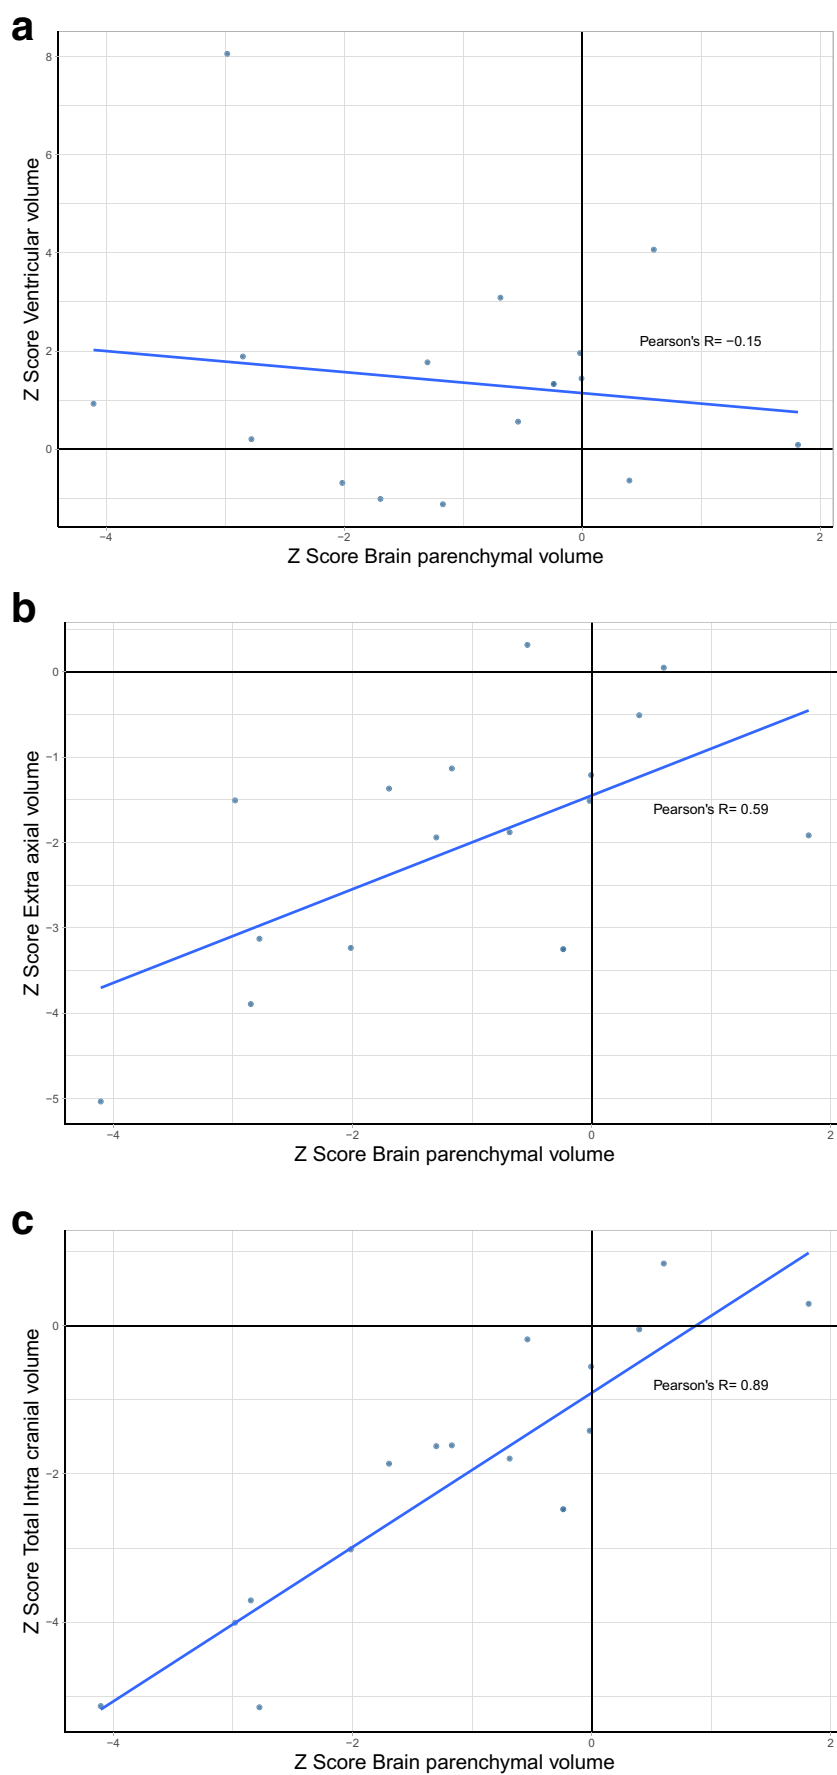 a
8
6
4
2
0
Z Score Ventricular volume
Pearson's R= −0.15
−4
−2
0
2
Z Score Brain parenchymal volume
b
0
−1
−2
−3
−4
−5
Z Score Extra axial volume
Pearson's R= 0.59
−4
−2
0
2
Z Score Brain parenchymal volume
c
0
−2
−4
Z Score Total Intra cranial volume
Pearson's R= 0.89
−4
−2
0
2
Z Score Brain parenchymal volume